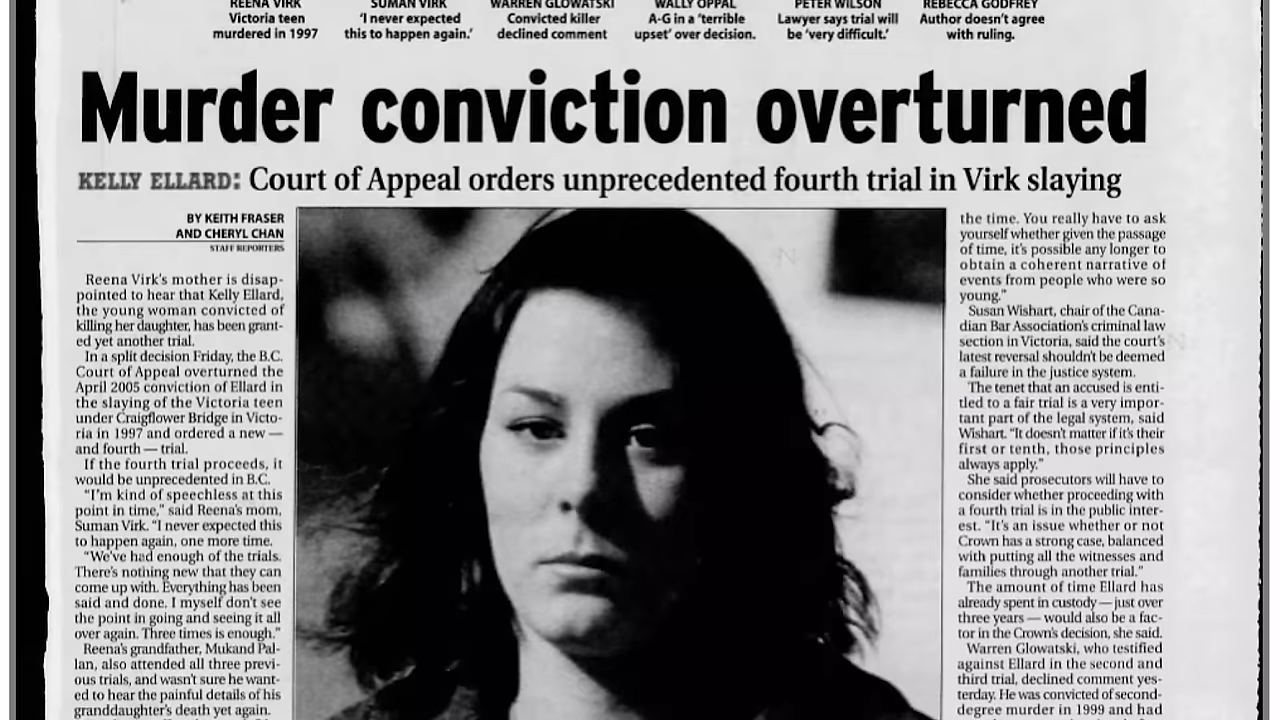 REENA VIRK
Victoria teen
murdered in 1997
SUMAN VIRK
'I never expected
this to happen again.'
WARREN GLOWATSKI
Convicted killer
declined comment
WALLY OPPAL
A-G in a 'terrible
upset' over decision.
PETER WILSON
Lawyer says trial will
be 'very difficult.'
REBECCA GODFREY
Author doesn't agree
with ruling.
Murder conviction overturned
KELLY ELLARD: Court of Appeal orders unprecedented fourth trial in Virk slaying
BY KEITH FRASER
AND CHERYL CHAN
STAFF REPORTERS
Reena Virk's mother is disap-
pointed to hear that Kelly Ellard,
the young woman convicted of
killing her daughter, has been grant-
ed yet another trial.
In a split decision Friday, the B.C.
Court of Appeal overturned the
April 2005 conviction of Ellard in
the slaying of the Victoria teen
under Craigflower Bridge in Victo-
ria in 1997 and ordered a new —
and fourth — trial.
If the fourth trial proceeds, it
would be unprecedented in B.C.
"I'm kind of speechless at this
point in time," said Reena's mom,
Suman Virk. "I never expected this
to happen again, one more time.
"We've had enough of the trials.
There's nothing new that they can
come up with. Everything has been
said and done. I myself don't see
the point in going and seeing it all
over again. Three times is enough."
Reena's grandfather, Mukand Pal-
lan, also attended all three previ-
ous trials, and wasn't sure he want-
ed to hear the painful details of his
granddaughter's death yet again.
the time. You really have to ask
yourself whether given the passage
of time, it's possible any longer to
obtain a coherent narrative of
events from people who were so
young."
Susan Wishart, chair of the Cana-
dian Bar Association's criminal law
section in Victoria, said the court's
latest reversal shouldn't be deemed
a failure in the justice system.
The tenet that an accused is enti-
tled to a fair trial is a very impor-
tant part of the legal system, said
Wishart. "It doesn't matter if it's their
first or tenth, those principles
always apply."
She said prosecutors will have to
consider whether proceeding with
a fourth trial is in the public inter-
est. "It's an issue whether or not
Crown has a strong case, balanced
with putting all the witnesses and
families through another trial."
The amount of time Ellard has
already spent in custody — just over
three years — would also be a fac-
tor in the Crown's decision, she said.
Warren Glowatski, who testified
against Ellard in the second and
third trial, declined comment yes-
terday. He was convicted of second-
degree murder in 1999 and had